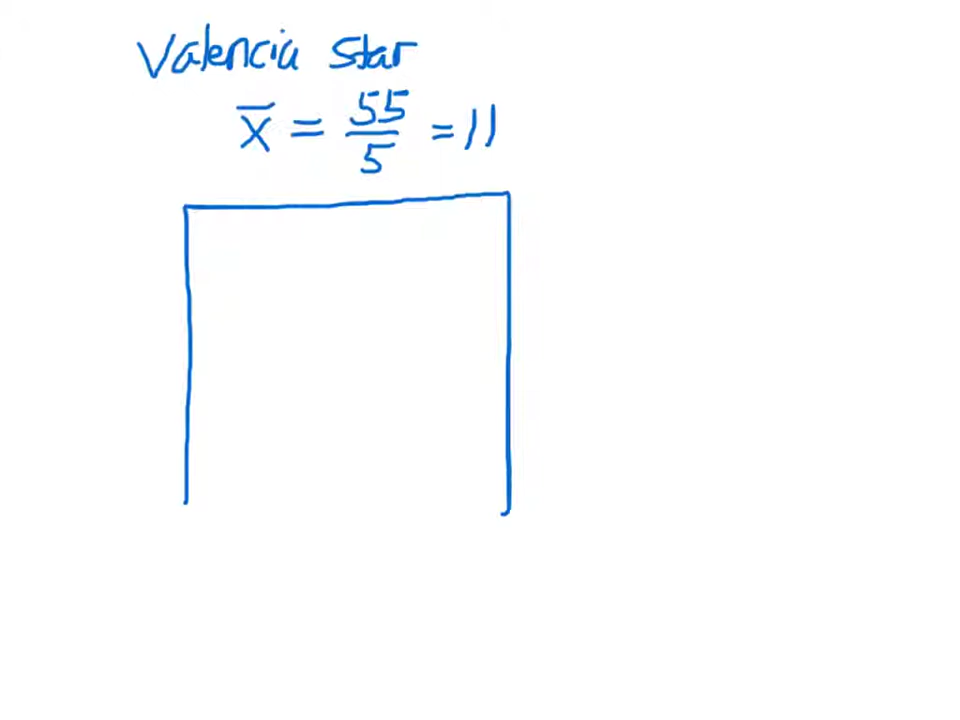 Valencia Star
x̄ = 55/5 = 11